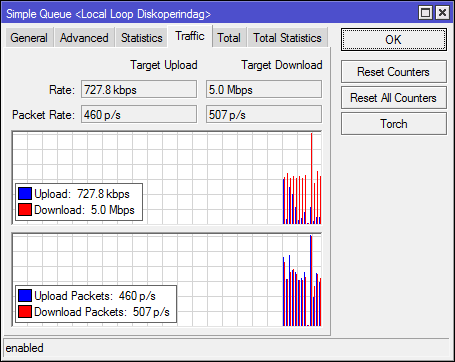 Simple Queue <Local Loop Diskoperindag>
General Advanced Statistics Traffic Total Total Statistics
OK
Reset Counters
Reset All Counters
Torch
Target Upload Target Download
Rate: 727.8 kbps 5.0 Mbps
Packet Rate: 460 p/s 507 p/s
Upload: 727.8 kbps
Download: 5.0 Mbps
Upload Packets: 460 p/s
Download Packets: 507 p/s
enabled